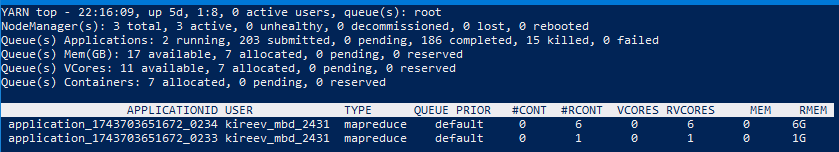 YARN top - 22:16:09, up 5d, 1:8, 0 active users, queue(s): root
NodeManager(s): 3 total, 3 active, 0 unhealthy, 0 decommissioned, 0 lost, 0 rebooted
Queue(s) Applications: 2 running, 203 submitted, 0 pending, 186 completed, 15 killed, 0 failed
Queue(s) Mem(GB): 17 available, 7 allocated, 0 pending, 0 reserved
Queue(s) VCores: 11 available, 7 allocated, 0 pending, 0 reserved
Queue(s) Containers: 7 allocated, 0 pending, 0 reserved
APPLICATIONID USER TYPE QUEUE PRIOR #CONT #RCONT VCORES RVCORES MEM RMEM
application_1743703651672_0234 kireev_mbd_2431 mapreduce default 0 6 0 6 0 6G
application_1743703651672_0233 kireev_mbd_2431 mapreduce default 0 1 0 1 0 1G